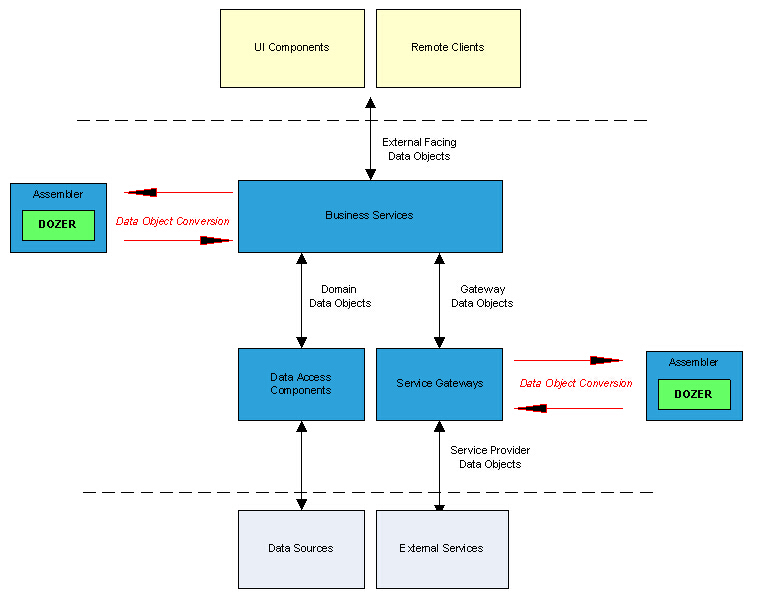 UI Components
Remote Clients
External Facing
Data Objects
Assembler
DOZER
Data Object Conversion
Business Services
Domain
Data Objects
Gateway
Data Objects
Data Access
Components
Service Gateways
Data Object Conversion
Assembler
DOZER
Service Provider
Data Objects
Data Sources
External Services